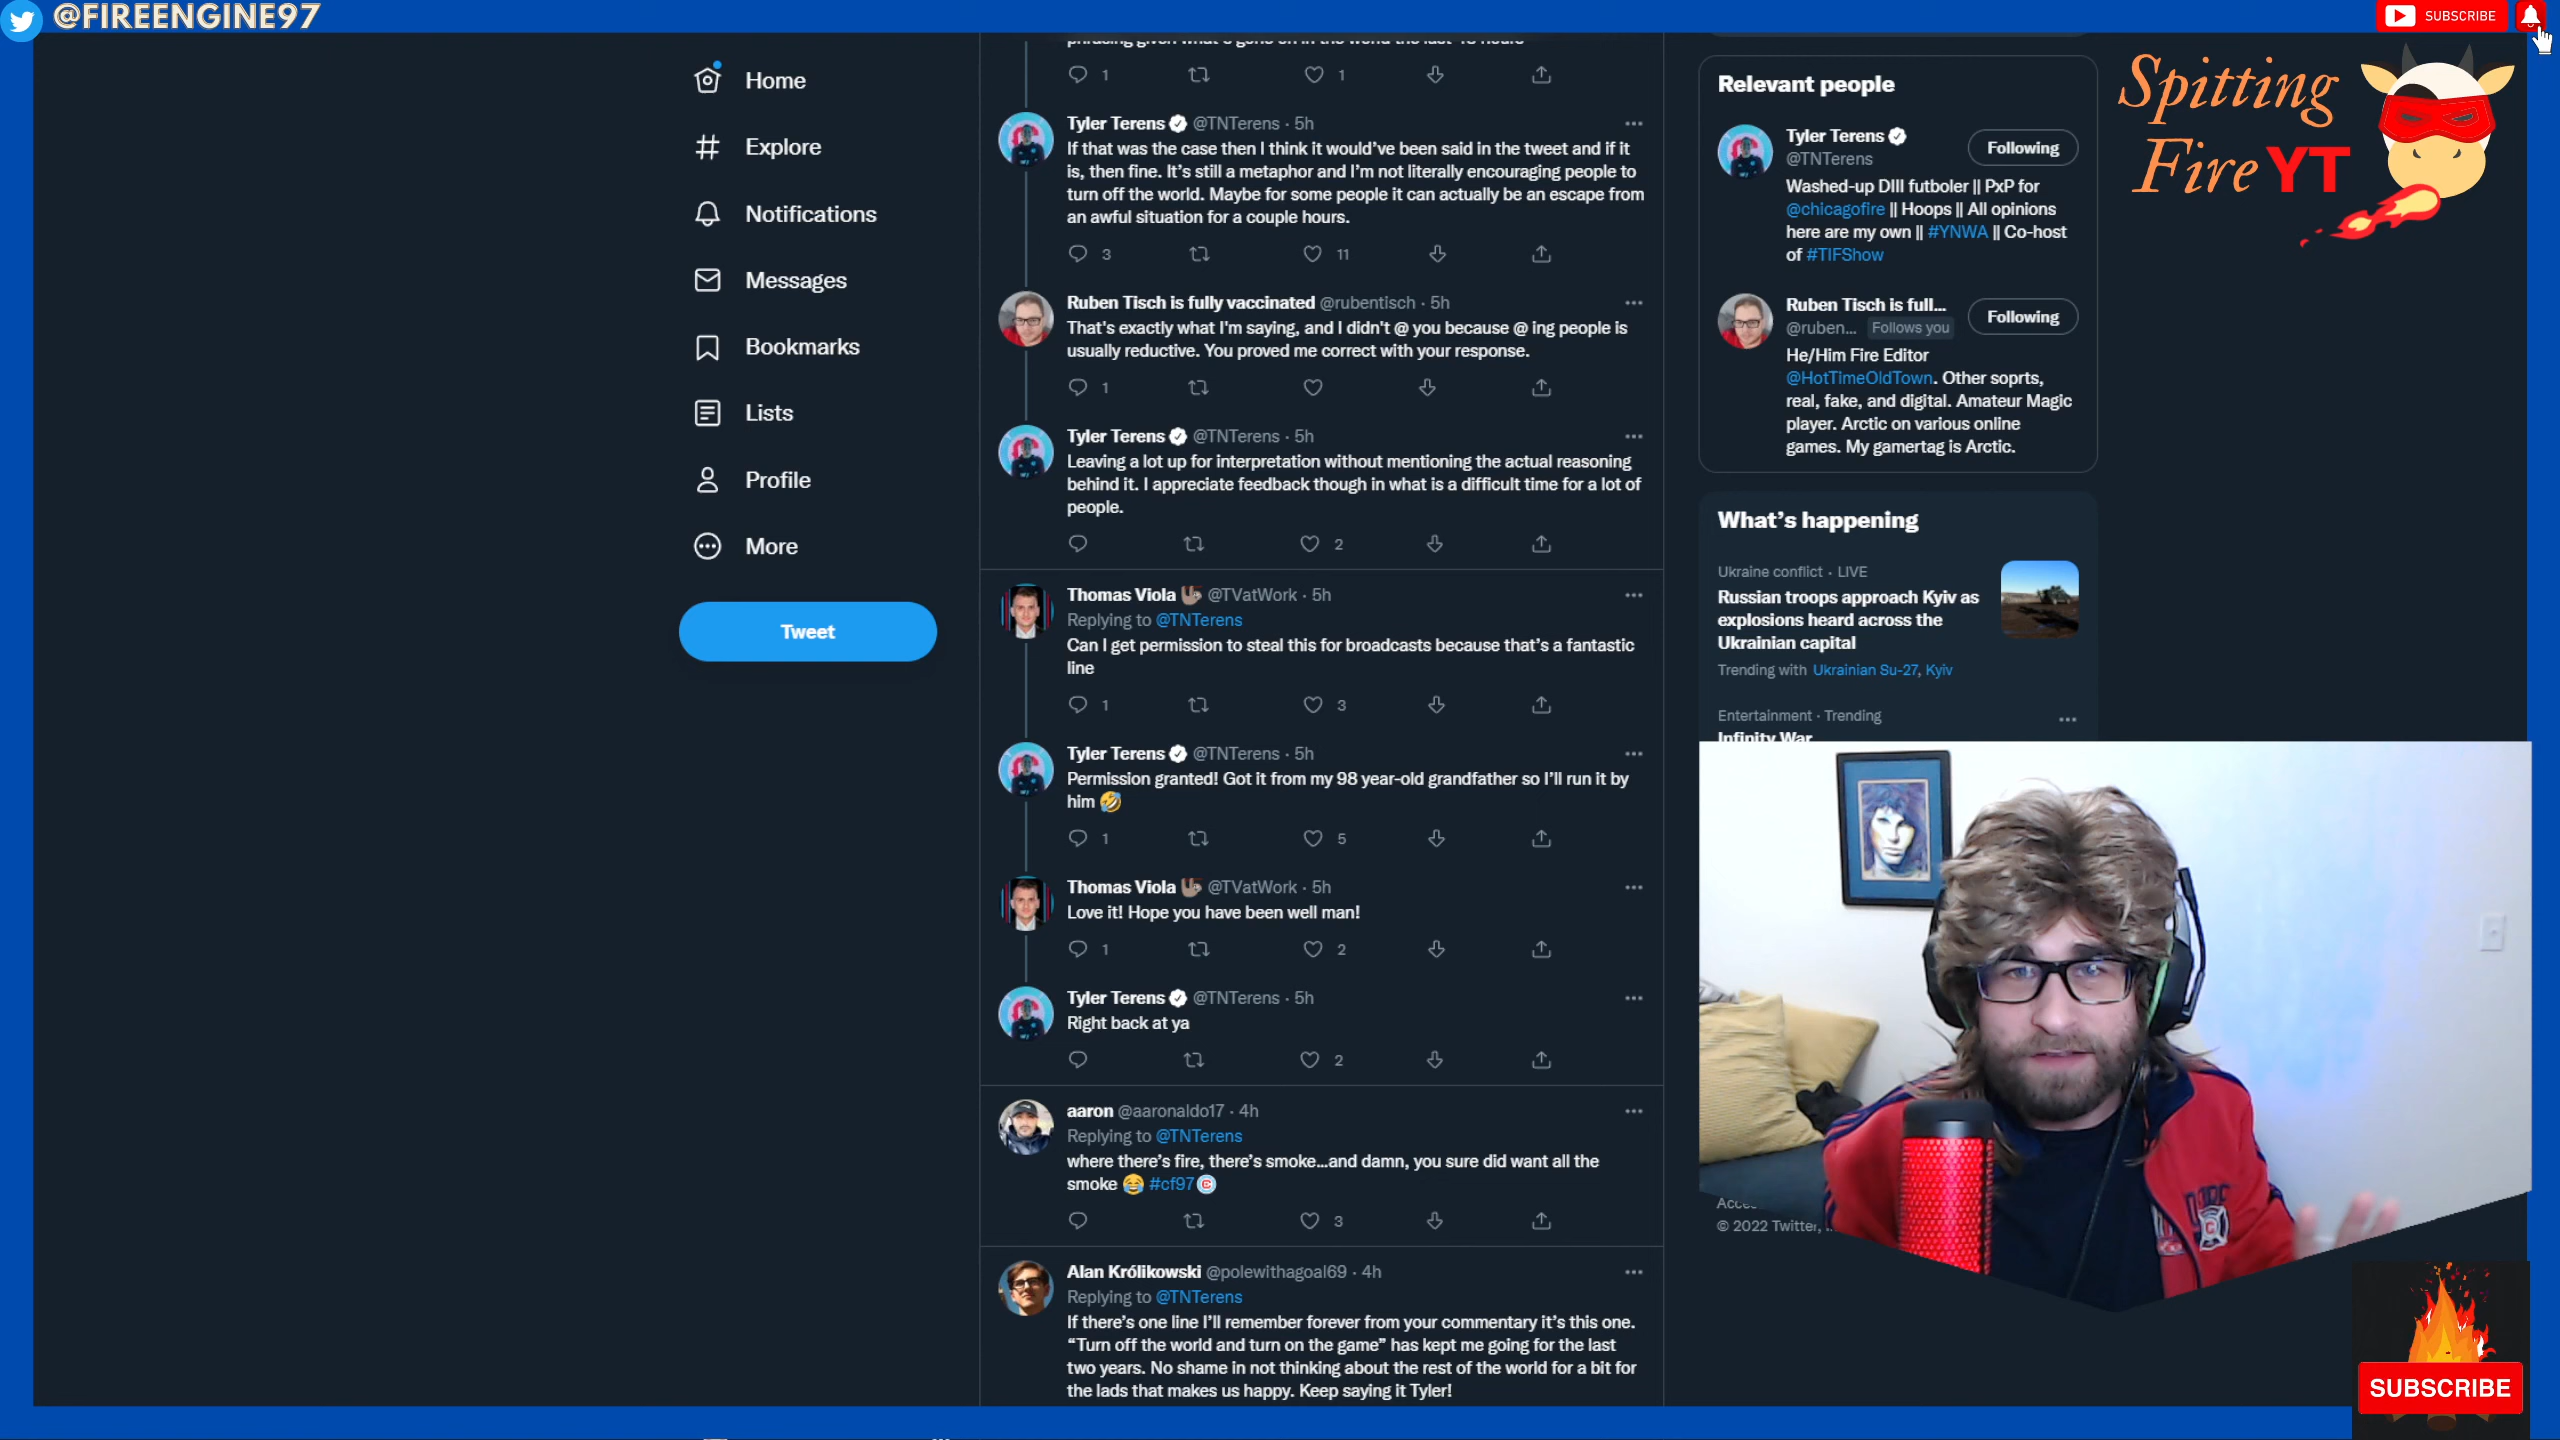 @FIREENGINE97
SUBSCRIBE
Spitting
Fire YT
Home
Explore
Notifications
Messages
Bookmarks
Lists
Profile
More
Tweet
1
1
Tyler Terens @TNTerens · 5h
If that was the case then I think it would've been said in the tweet and if it
is, then fine. It's still a metaphor and I'm not literally encouraging people to
turn off the world. Maybe for some people it can actually be an escape from
an awful situation for a couple hours.
3
11
Ruben Tisch is fully vaccinated @rubentisch · 5h
That's exactly what I'm saying, and I didn't @ you because @ ing people is
usually reductive. You proved me correct with your response.
1
Tyler Terens @TNTerens · 5h
Leaving a lot up for interpretation without mentioning the actual reasoning
behind it. I appreciate feedback though in what is a difficult time for a lot of
people.
2
Thomas Viola 🦥 @TVatWork · 5h
Replying to @TNTerens
Can I get permission to steal this for broadcasts because that's a fantastic
line
1
3
Tyler Terens @TNTerens · 5h
Permission granted! Got it from my 98 year-old grandfather so I'll run it by
him 🤣
1
5
Thomas Viola 🦥 @TVatWork · 5h
Love it! Hope you have been well man!
1
2
Tyler Terens @TNTerens · 5h
Right back at ya
2
aaron @aaronaldo17 · 4h
Replying to @TNTerens
where there's fire, there's smoke...and damn, you sure did want all the
smoke 😂 #cf97
3
Alan Królikowski @polewithagoal69 · 4h
Replying to @TNTerens
If there's one line I'll remember forever from your commentary it's this one.
“Turn off the world and turn on the game” has kept me going for the last
two years. No shame in not thinking about the rest of the world for a bit for
the lads that makes us happy. Keep saying it Tyler!
Relevant people
Tyler Terens
@TNTerens
Following
Washed-up DIII futboler || PxP for
@chicagofire || Hoops || All opinions
here are my own || #YNWA || Co-host
of #TIFShow
Ruben Tisch is full...
@ruben... Follows you
Following
He/Him Fire Editor
@HotTimeOldTown. Other soprts,
real, fake, and digital. Amateur Magic
player. Arctic on various online
games. My gamertag is Arctic.
What's happening
Ukraine conflict · LIVE
Russian troops approach Kyiv as
explosions heard across the
Ukrainian capital
Trending with Ukrainian Su-27, Kyiv
Entertainment · Trending
Infinity War
© 2022 Twitter,
SUBSCRIBE